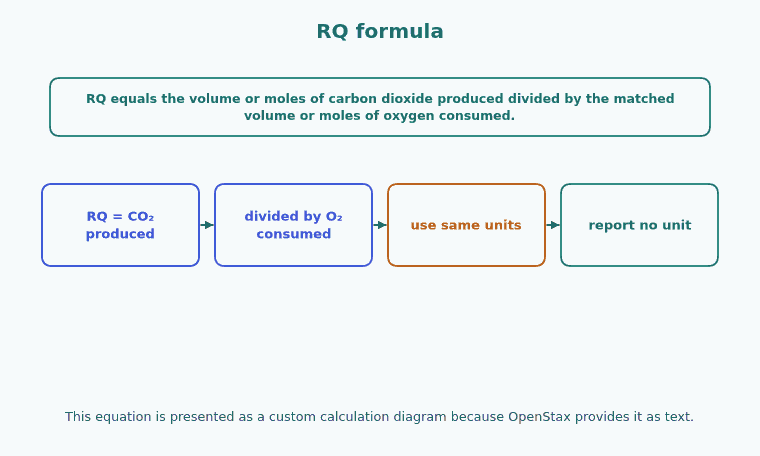 RQ formula
RQ equals the volume or moles of carbon dioxide produced divided by the matched
volume or moles of oxygen consumed.
RQ = CO₂
produced
divided by O₂
consumed
use same units
report no unit
This equation is presented as a custom calculation diagram because OpenStax provides it as text.